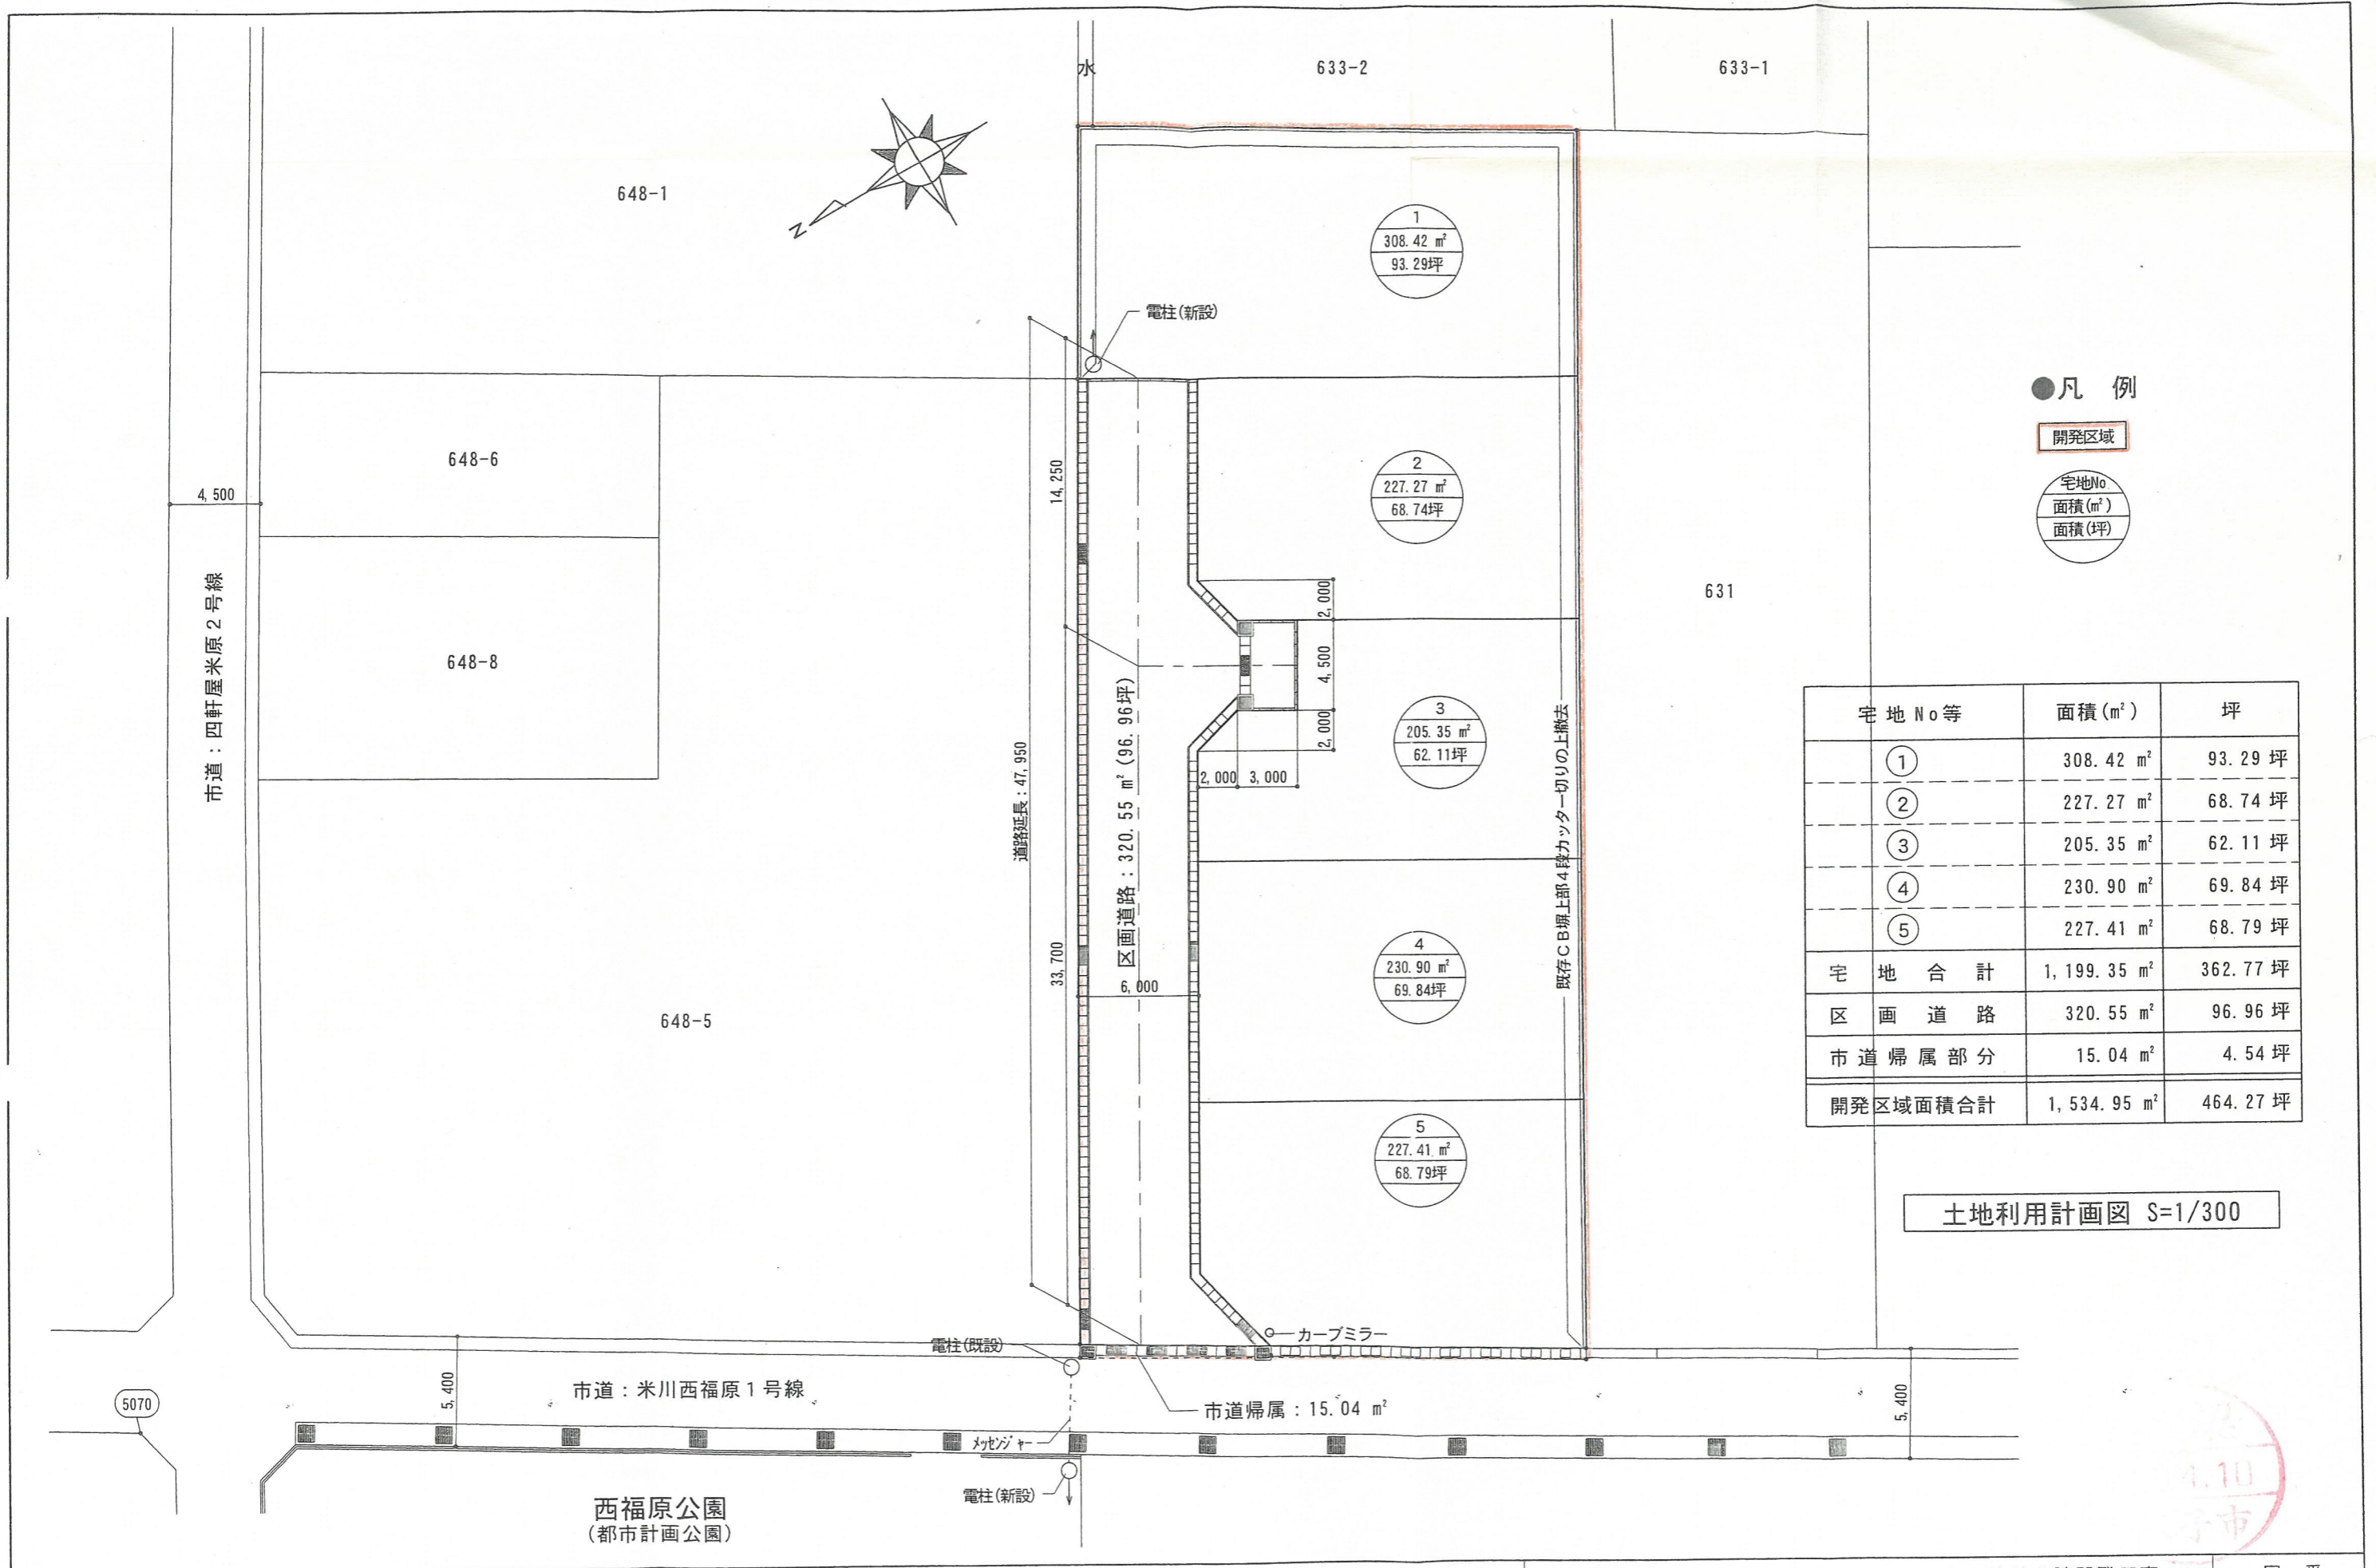 水
633-2
633-1
648-1
N
1
308.42 ㎡
93.29坪
電柱(新設)
648-6
648-8
648-5
4,500
市道：四軒屋米原２号線
14,250
道路延長：47,950
33,700
区画道路：320.55 ㎡(96.96坪)
6,000
2
227.27 ㎡
68.74坪
2,000
4,500
2,000
2,000
3,000
3
205.35 ㎡
62.11坪
既存ＣＢ塀上部４段カッター切りの上撤去
4
230.90 ㎡
69.84坪
5
227.41 ㎡
68.79坪
631
●凡 例
開発区域
宅地No
面積(㎡)
面積(坪)
宅地No等 面積(㎡) 坪
① 308.42 ㎡ 93.29 坪
② 227.27 ㎡ 68.74 坪
③ 205.35 ㎡ 62.11 坪
④ 230.90 ㎡ 69.84 坪
⑤ 227.41 ㎡ 68.79 坪
宅地合計 1,199.35 ㎡ 362.77 坪
区画道路 320.55 ㎡ 96.96 坪
市道帰属部分 15.04 ㎡ 4.54 坪
開発区域面積合計 1,534.95 ㎡ 464.27 坪
土地利用計画図 S=1/300
電柱(既設)
カーブミラー
5070
5,400
市道：米川西福原１号線
市道帰属：15.04 ㎡
5,400
メッセンジャー
電柱(新設)
西福原公園
(都市計画公園)
.10
市